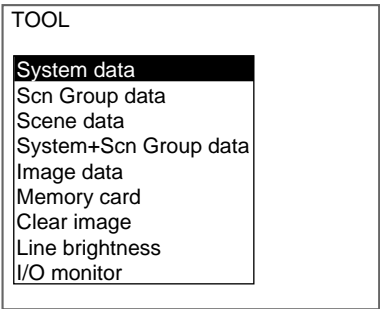 TOOL
System data
Scn Group data
Scene data
System+Scn Group data
Image data
Memory card
Clear image
Line brightness
I/O monitor